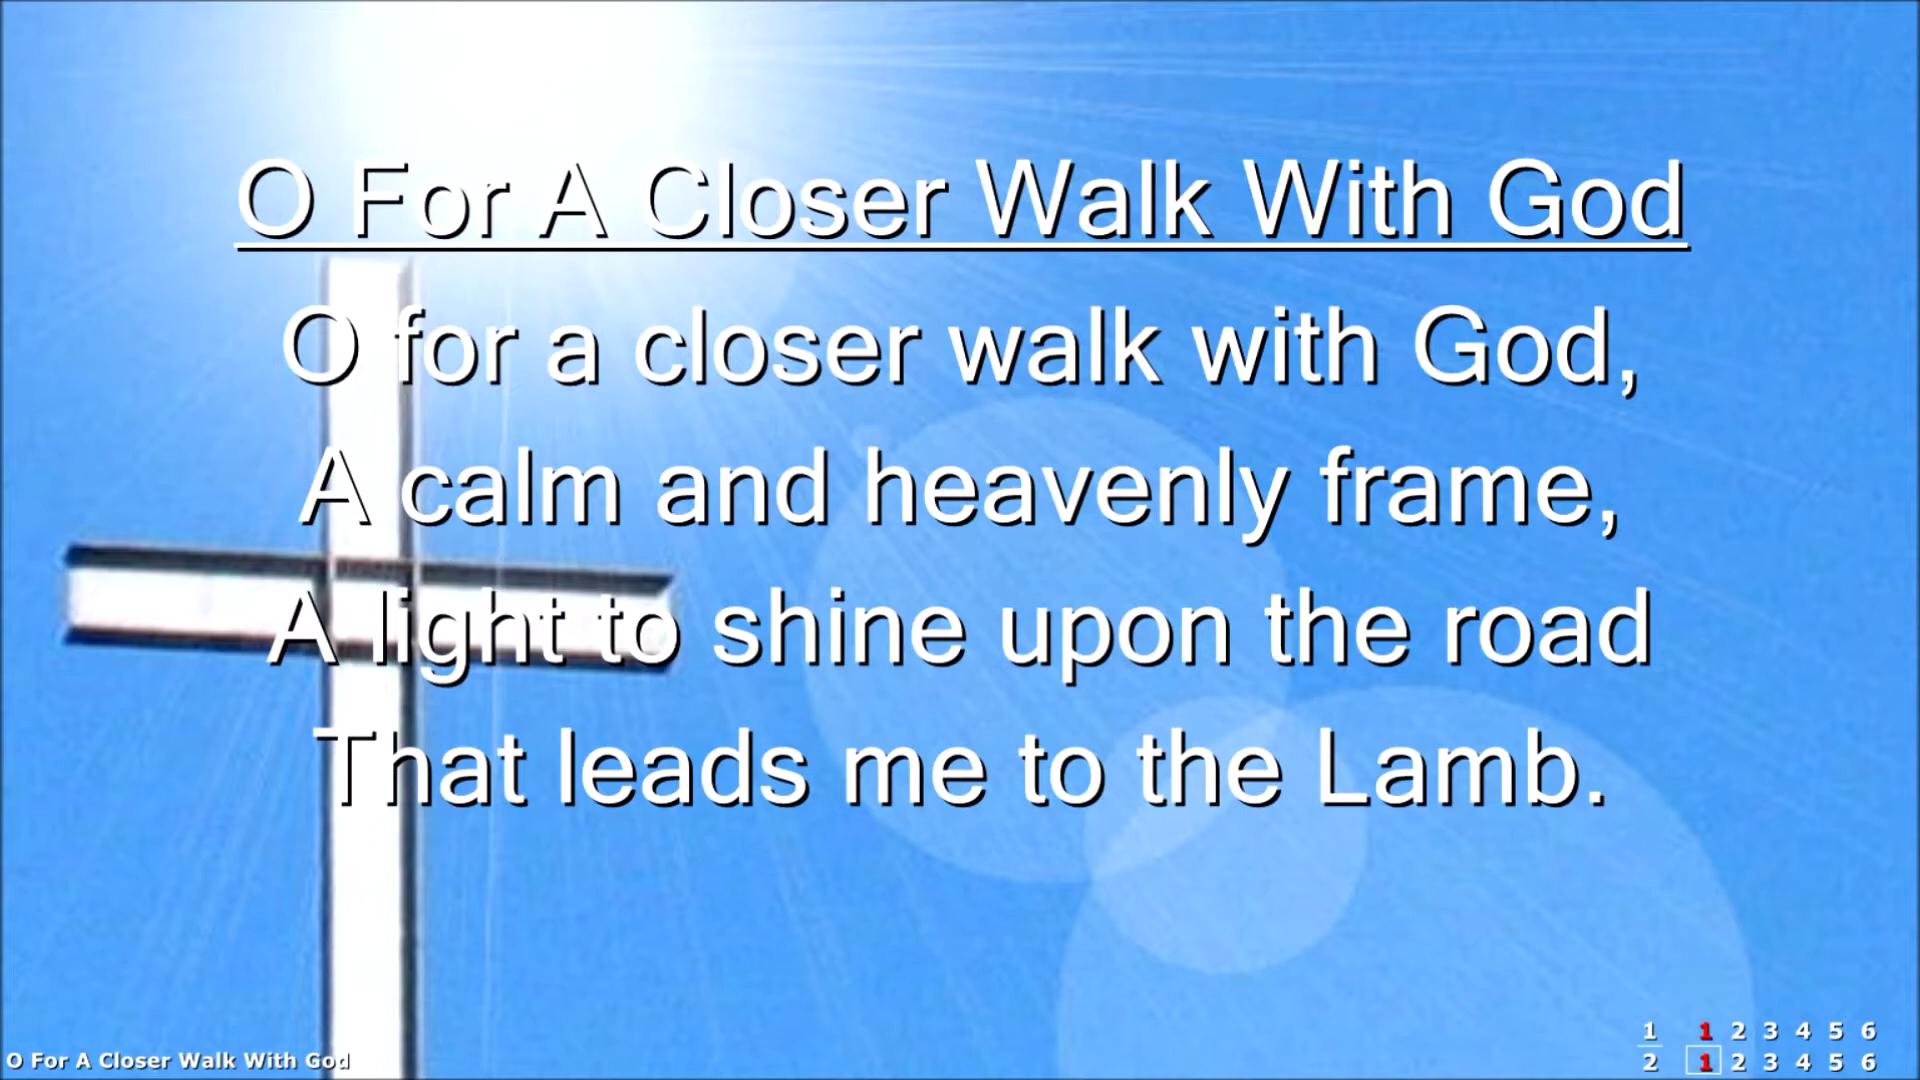 O For A Closer Walk With God
O for a closer walk with God,
A calm and heavenly frame,
A light to shine upon the road
That leads me to the Lamb.
O For A Closer Walk With God
1 1 2 3 4 5 6
2 1 2 3 4 5 6